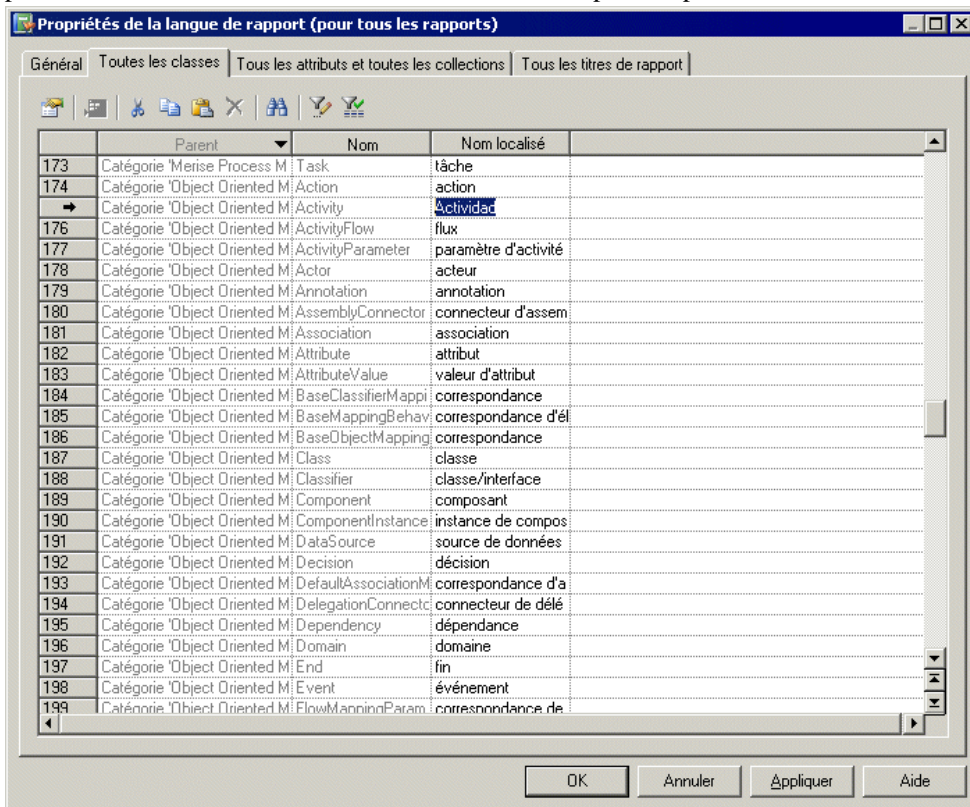 Propriétés de la langue de rapport (pour tous les rapports)
Général Toutes les classes Tous les attributs et toutes les collections Tous les titres de rapport
Parent Nom Nom localisé
173 Catégorie 'Merise Process M Task tâche
174 Catégorie 'Object Oriented M Action action
Catégorie 'Object Oriented M Activity Actividad
176 Catégorie 'Object Oriented M ActivityFlow flux
177 Catégorie 'Object Oriented M ActivityParameter paramètre d'activité
178 Catégorie 'Object Oriented M Actor acteur
179 Catégorie 'Object Oriented M Annotation annotation
180 Catégorie 'Object Oriented M AssemblyConnector connecteur d'assem
181 Catégorie 'Object Oriented M Association association
182 Catégorie 'Object Oriented M Attribute attribut
183 Catégorie 'Object Oriented M AttributeValue valeur d'attribut
184 Catégorie 'Object Oriented M BaseClassifierMappi correspondance
185 Catégorie 'Object Oriented M BaseMappingBehav correspondance d'él
186 Catégorie 'Object Oriented M BaseObjectMapping correspondance
187 Catégorie 'Object Oriented M Class classe
188 Catégorie 'Object Oriented M Classifier classe/interface
189 Catégorie 'Object Oriented M Component composant
190 Catégorie 'Object Oriented M ComponentInstance instance de compos
191 Catégorie 'Object Oriented M DataSource source de données
192 Catégorie 'Object Oriented M Decision décision
193 Catégorie 'Object Oriented M DefaultAssociationM correspondance d'a
194 Catégorie 'Object Oriented M DelegationConnectc connecteur de délé
195 Catégorie 'Object Oriented M Dependency dépendance
196 Catégorie 'Object Oriented M Domain domaine
197 Catégorie 'Object Oriented M End fin
198 Catégorie 'Object Oriented M Event événement
199 Catégorie 'Object Oriented M FlowMappingParam correspondance de
OK Annuler Appliquer Aide